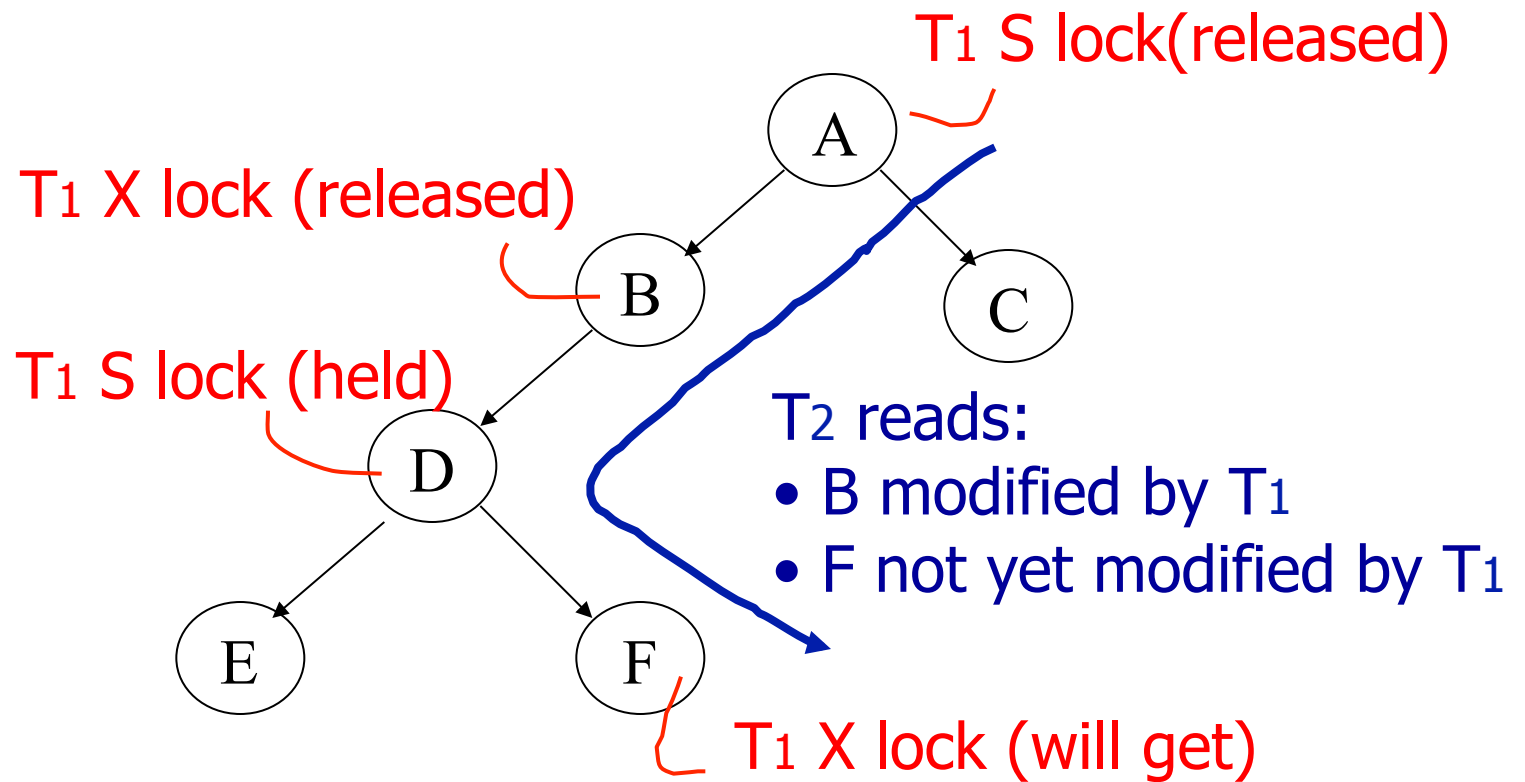 T1 S lock(released)
A
T1 X lock (released)
B
C
T1 S lock (held)
D
T2 reads:
• B modified by T1
• F not yet modified by T1
E
F
T1 X lock (will get)